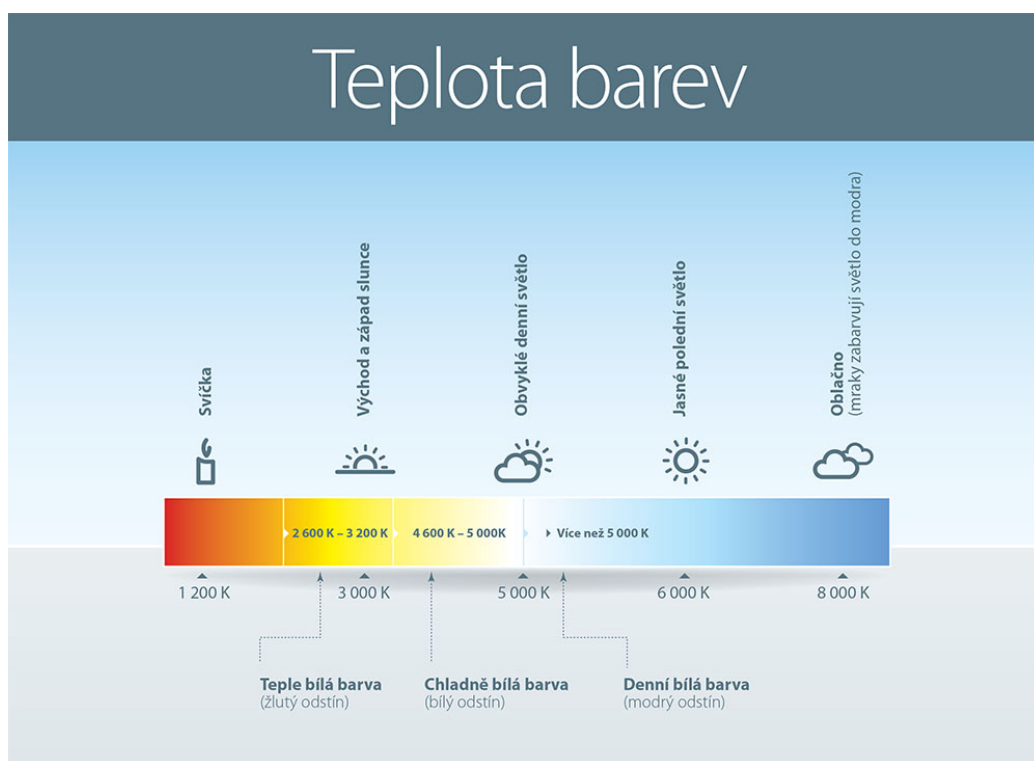 Teplota barev
Svíčka
Východ a západ slunce
Obvyklé denní světlo
Jasné polední světlo
Oblačno
(mraky zabarvují světlo do modra)
2 600 K – 3 200 K
4 600 K – 5 000K
Více než 5 000 K
1 200 K
3 000 K
5 000 K
6 000 K
8 000 K
Teple bílá barva
(žlutý odstín)
Chladně bílá barva
(bílý odstín)
Denní bílá barva
(modrý odstín)